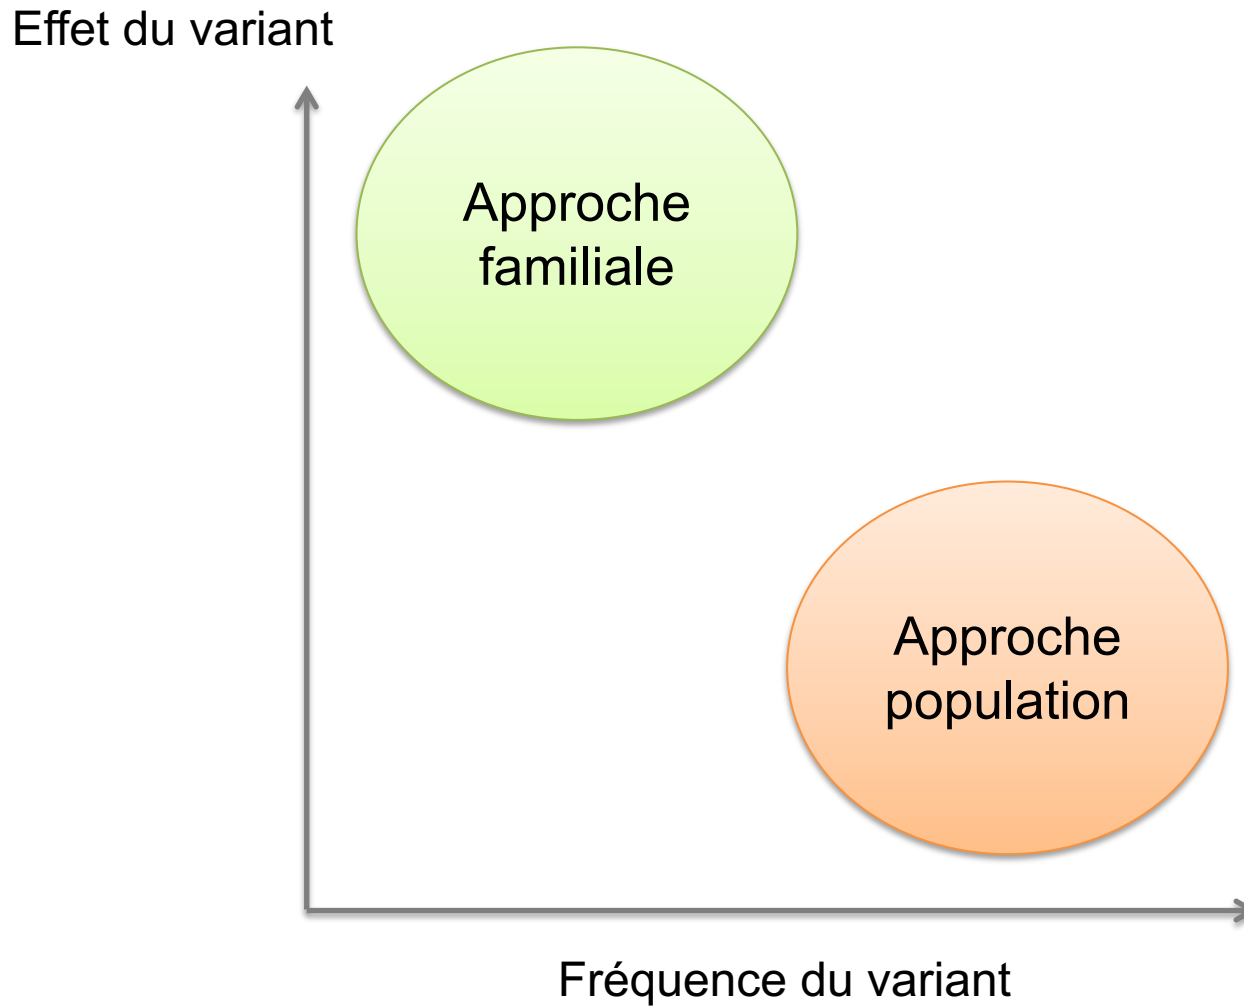 Effet du variant
Approche
familiale
Approche
population
Fréquence du variant